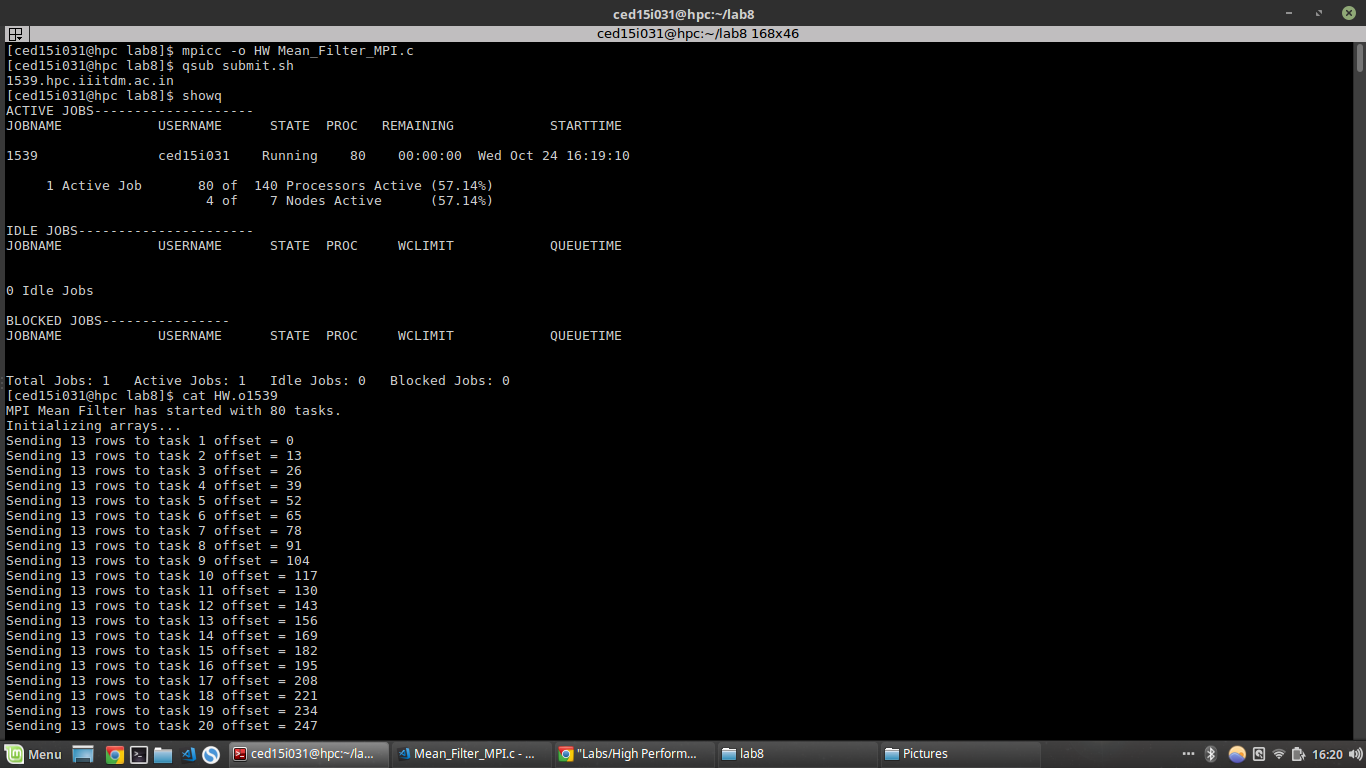 ced15i031@hpc:~/lab8
ced15i031@hpc:~/lab8 168x46
[ced15i031@hpc lab8]$ mpicc -o HW Mean_Filter_MPI.c
[ced15i031@hpc lab8]$ qsub submit.sh
1539.hpc.iiitdm.ac.in
[ced15i031@hpc lab8]$ showq
ACTIVE JOBS--------------------
JOBNAME            USERNAME      STATE  PROC   REMAINING            STARTTIME
1539               ced15i031    Running    80    00:00:00  Wed Oct 24 16:19:10
     1 Active Job       80 of  140 Processors Active (57.14%)
                         4 of    7 Nodes Active      (57.14%)
IDLE JOBS----------------------
JOBNAME            USERNAME      STATE  PROC     WCLIMIT            QUEUETIME
0 Idle Jobs
BLOCKED JOBS----------------
JOBNAME            USERNAME      STATE  PROC     WCLIMIT            QUEUETIME
Total Jobs: 1   Active Jobs: 1   Idle Jobs: 0   Blocked Jobs: 0
[ced15i031@hpc lab8]$ cat HW.o1539
MPI Mean Filter has started with 80 tasks.
Initializing arrays...
Sending 13 rows to task 1 offset = 0
Sending 13 rows to task 2 offset = 13
Sending 13 rows to task 3 offset = 26
Sending 13 rows to task 4 offset = 39
Sending 13 rows to task 5 offset = 52
Sending 13 rows to task 6 offset = 65
Sending 13 rows to task 7 offset = 78
Sending 13 rows to task 8 offset = 91
Sending 13 rows to task 9 offset = 104
Sending 13 rows to task 10 offset = 117
Sending 13 rows to task 11 offset = 130
Sending 13 rows to task 12 offset = 143
Sending 13 rows to task 13 offset = 156
Sending 13 rows to task 14 offset = 169
Sending 13 rows to task 15 offset = 182
Sending 13 rows to task 16 offset = 195
Sending 13 rows to task 17 offset = 208
Sending 13 rows to task 18 offset = 221
Sending 13 rows to task 19 offset = 234
Sending 13 rows to task 20 offset = 247
Menu ced15i031@hpc:~/la... Mean_Filter_MPI.c - ... "Labs/High Perform... lab8 Pictures 16:20